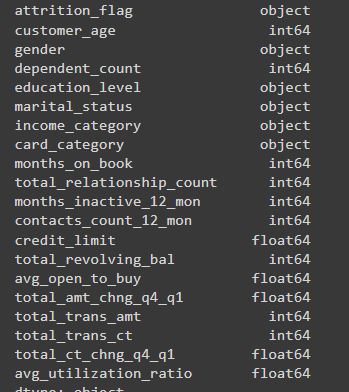 attrition_flag object
customer_age int64
gender object
dependent_count int64
education_level object
marital_status object
income_category object
card_category object
months_on_book int64
total_relationship_count int64
months_inactive_12_mon int64
contacts_count_12_mon int64
credit_limit float64
total_revolving_bal int64
avg_open_to_buy float64
total_amt_chng_q4_q1 float64
total_trans_amt int64
total_trans_ct int64
total_ct_chng_q4_q1 float64
avg_utilization_ratio float64
dtype: object